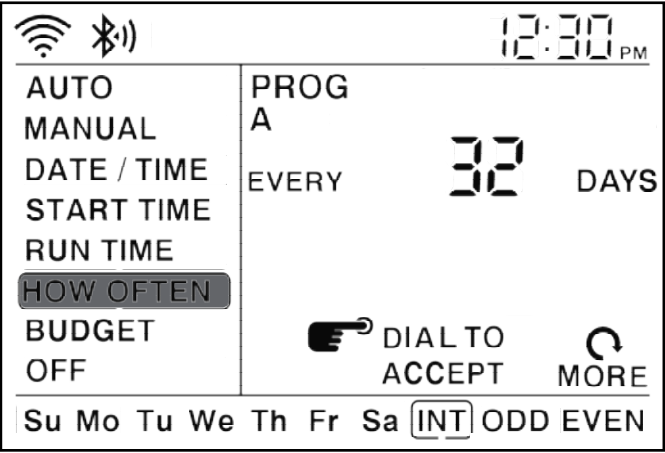 12:30 PM
AUTO
MANUAL
DATE / TIME
START TIME
RUN TIME
HOW OFTEN
BUDGET
OFF
PROG
A
EVERY 32 DAYS
DIAL TO
ACCEPT
MORE
Su Mo Tu We Th Fr Sa INT ODD EVEN